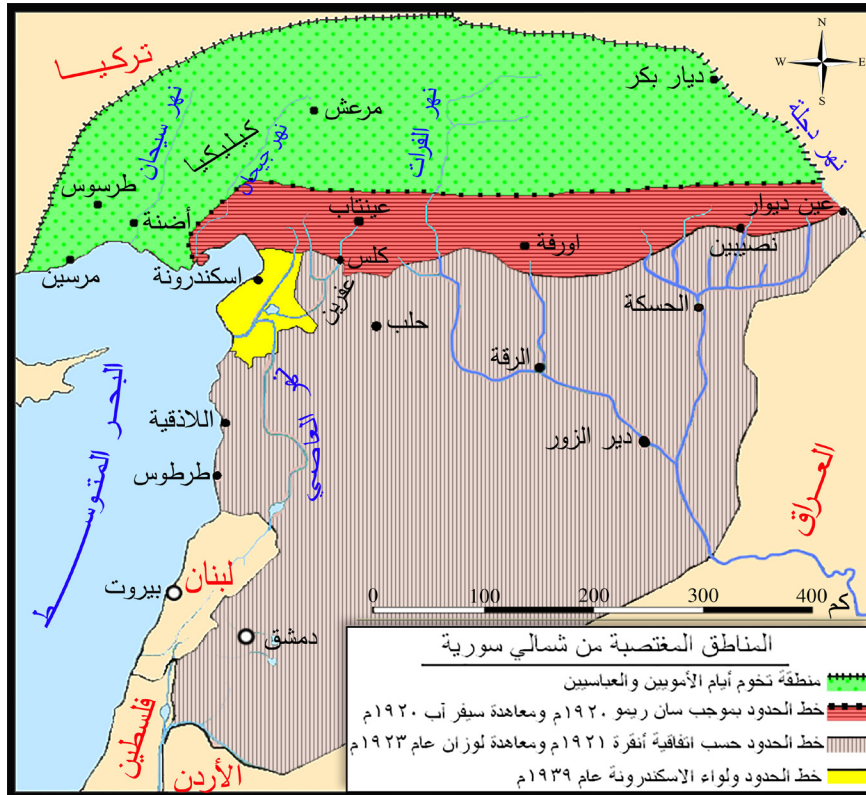 تركيا
N
W E
S
ديار بكر
نهر دجلة
مرعش
نهر الفرات
نهر سيحان
كيليكيا
نهر جيحان
طرسوس
أضنة
عينتاب
عين ديوار
نصيبين
اورفة
مرسين
اسكندرونة
كلس
عفرين
الحسكة
حلب
الرقة
البحر المتوسط
نهر العاصي
اللاذقية
دير الزور
طرطوس
العراق
لبنان
بيروت
دمشق
0 100 200 300 400
كم
فلسطين
الأردن
المناطق المغتصبة من شمالي سورية
منطقة تخوم أيام الأمويين والعباسيين
خط الحدود بموجب سان ريمو ١٩٢٠م ومعاهدة سيفر آب ١٩٢٠م
خط الحدود حسب اتفاقية أنقرة ١٩٢١م ومعاهدة لوزان عام ١٩٢٣م
خط الحدود ولواء الاسكندرونة عام ١٩٣٩م